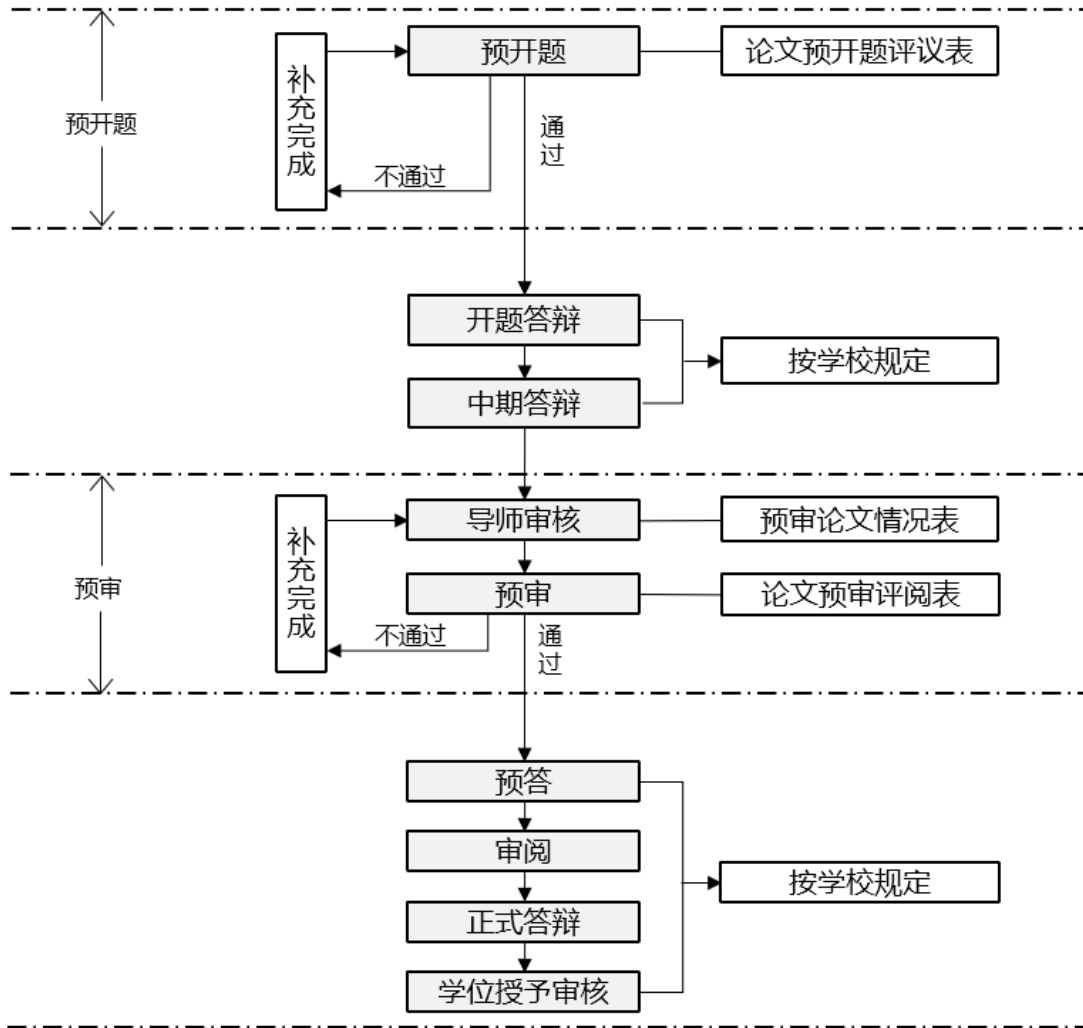 预开题
补充完成
预开题
论文预开题评议表
不通过
通过
开题答辩
中期答辩
按学校规定
预审
补充完成
导师审核
预审论文情况表
预审
论文预审评阅表
不通过
通过
预答
审阅
正式答辩
学位授予审核
按学校规定